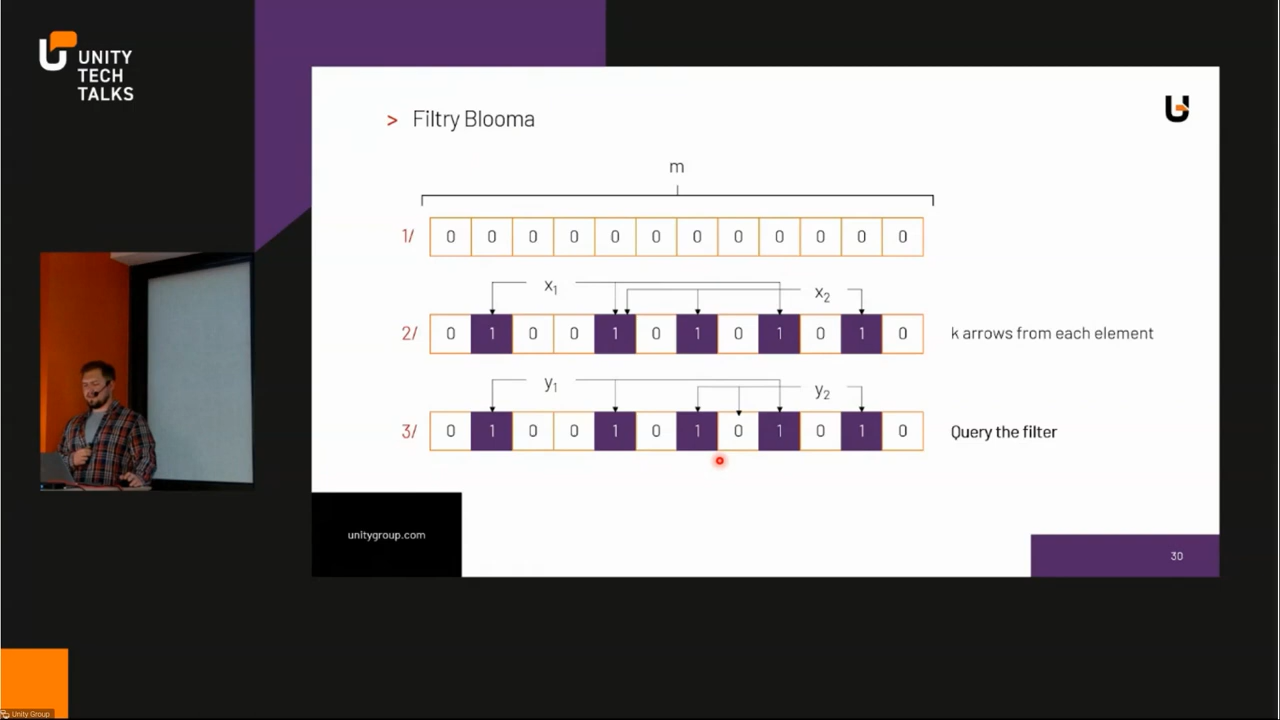 UNITY
TECH
TALKS
> Filtry Blooma
m
1/ 0 0 0 0 0 0 0 0 0 0 0 0
x1 x2
2/ 0 1 0 0 1 0 1 0 1 0 1 0 k arrows from each element
y1 y2
3/ 0 1 0 0 1 0 1 0 1 0 1 0 Query the filter
unitygroup.com
30
Unity Group